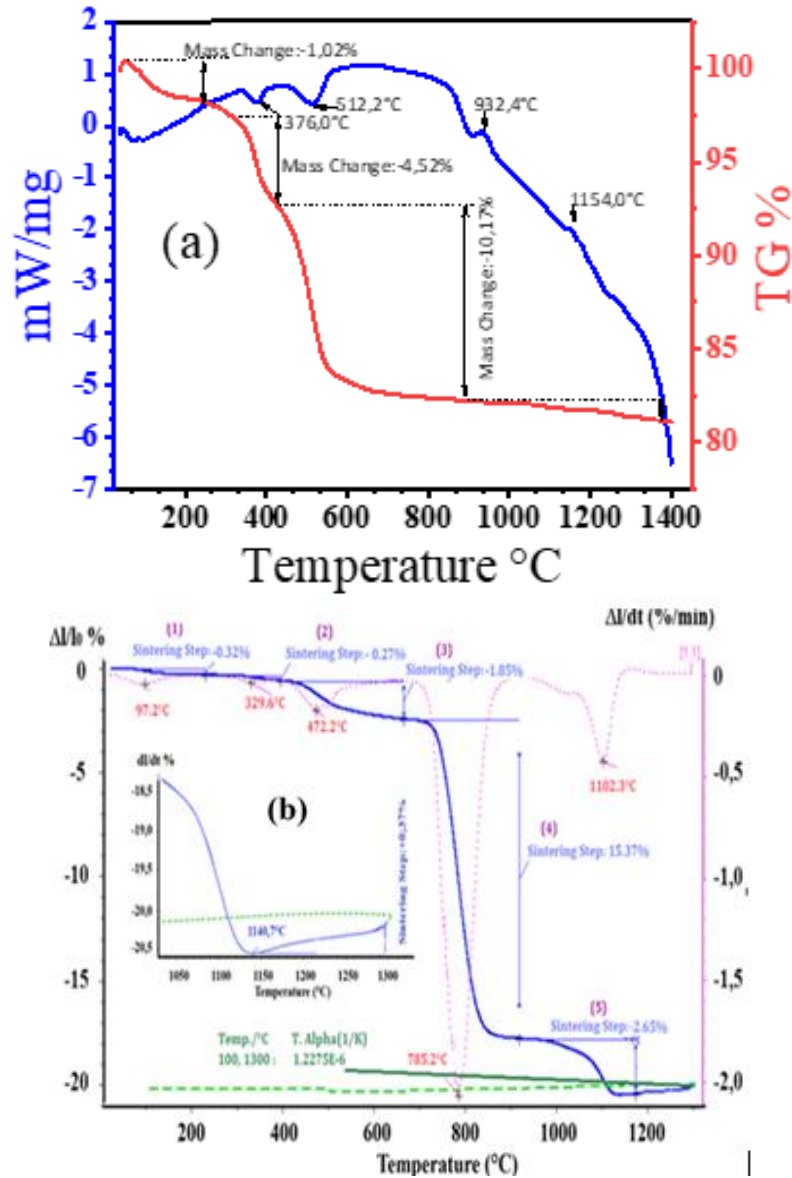 2
1
0
-1
-2
-3
-4
-5
-6
-7
mW/mg
Mass Change:-1,02%
376,0°C
512,2°C
932,4°C
1154,0°C
Mass Change:-4,52%
Mass Change:-10,17%
(a)
100
95
90
85
80
TG %
200 400 600 800 1000 1200 1400
Temperature °C
Δl/l₀ %
Δl/dt (%/min)
(1)
Sintering Step:-0.32%
(2)
Sintering Step: - 0.27%
(3)
Sintering Step:-1.85%
[1.1]
0
-5
-10
-15
-20
97.2°C
329.6°C
472.2°C
1102.3°C
(4)
Sintering Step: 15.37%
(5)
Sintering Step:-2.65%
785.2°C
dl/dt %
(b)
-18,5
-19,0
-19,5
-20,0
-20,5
1140,7°C
1050 1100 1150 1200 1250 1300
Temperature (°C)
Temp./°C T. Alpha(1/K)
100, 1300 : 1.2275E-6
0
-0,5
-1,0
-1,5
-2,0
200 400 600 800 1000 1200
Temperature (°C)